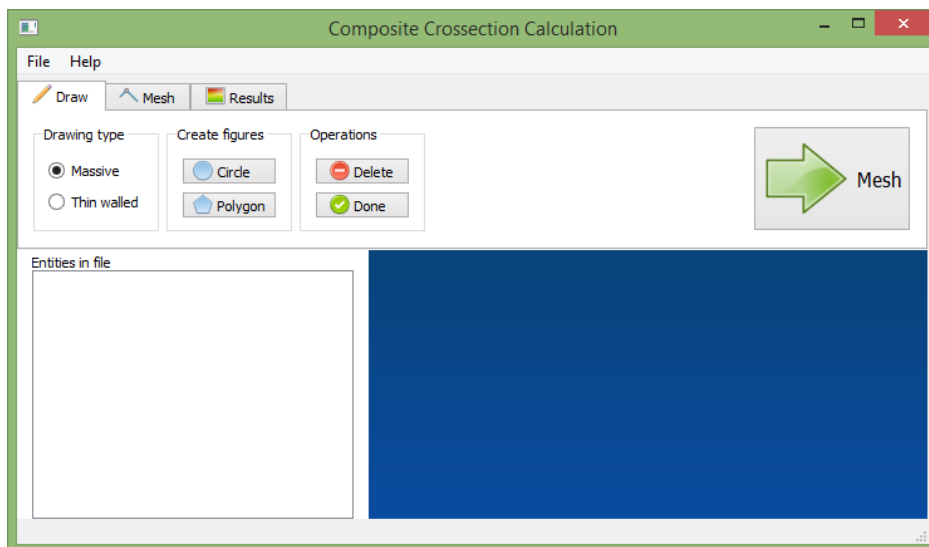 Composite Crossection Calculation
File Help
Draw Mesh Results
Drawing type Create figures Operations
Massive Circle Delete
Mesh
Thin walled Polygon Done
Entities in file